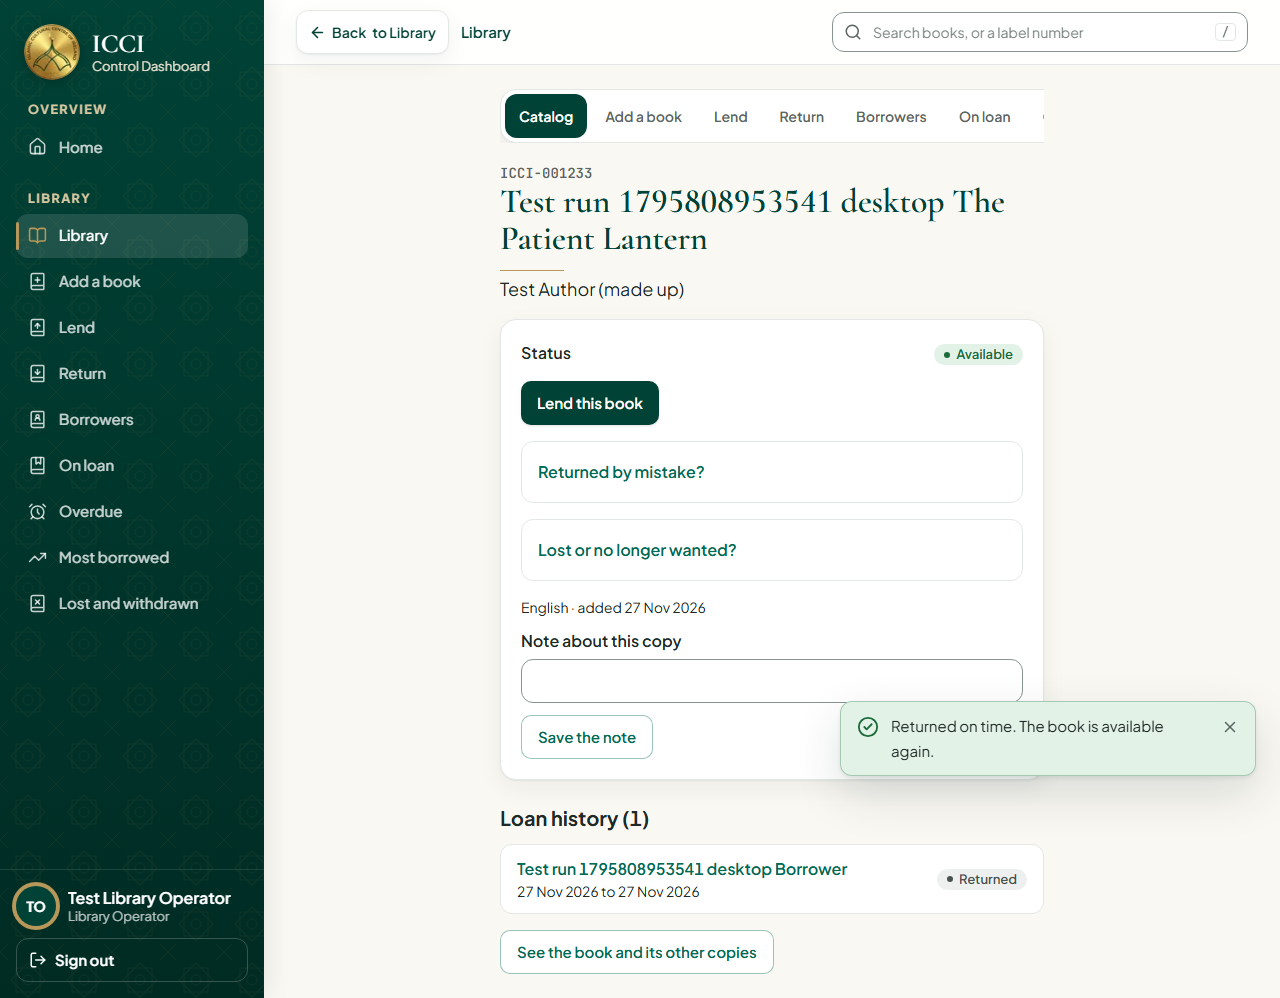 ICCI
Control Dashboard
OVERVIEW
Home
LIBRARY
Library
Add a book
Lend
Return
Borrowers
On loan
Overdue
Most borrowed
Lost and withdrawn
TO
Test Library Operator
Library Operator
Sign out
Back to Library
Library
Search books, or a label number
/
Catalog
Add a book
Lend
Return
Borrowers
On loan
ICCI-001233
Test run 1795808953541 desktop The
Patient Lantern
Test Author (made up)
Status
Available
Lend this book
Returned by mistake?
Lost or no longer wanted?
English · added 27 Nov 2026
Note about this copy
Save the note
Returned on time. The book is available
again.
Loan history (1)
Test run 1795808953541 desktop Borrower
27 Nov 2026 to 27 Nov 2026
Returned
See the book and its other copies